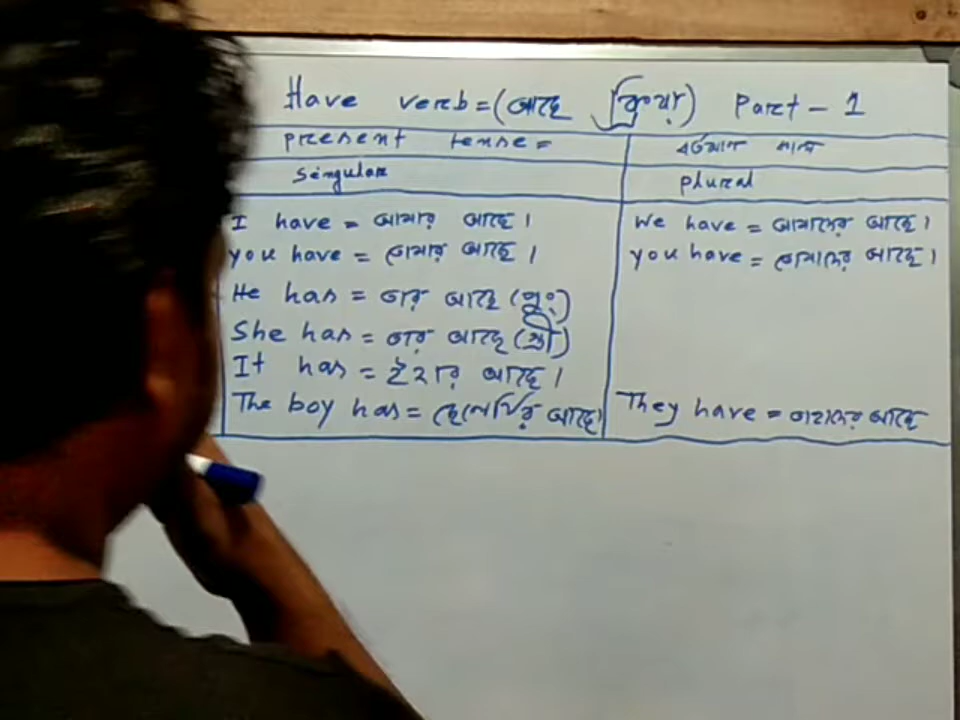 Have verb = (আছে ক্রিয়া) Part - 1
present tense = বর্তমান কাল
Singular plural
I have = আমার আছে। We have = আমাদের আছে।
you have = তোমার আছে। you have = তোমাদের আছে।
He has = তার আছে (পুং)
She has = তার আছে (স্ত্রী)
It has = ইহার আছে।
The boy has = ছেলেটির আছে। They have = তাহাদের আছে